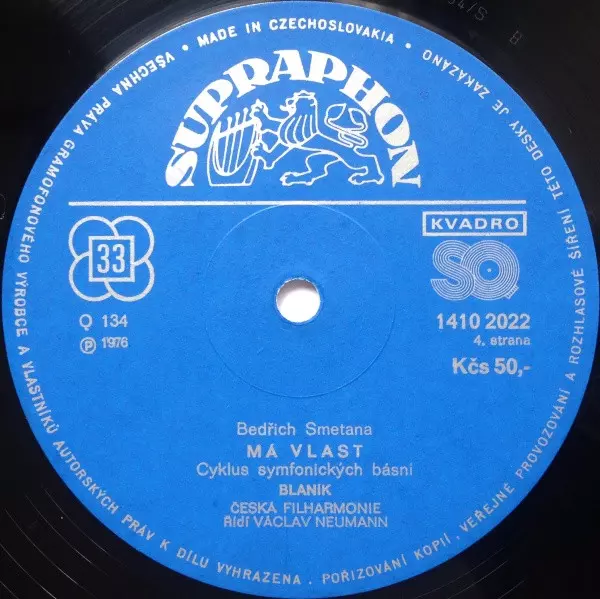 VŠECHNA PRÁVA GRAMOFONOVÉHO VÝROBCE A VLASTNÍKŮ AUTORSKÝCH PRÁV K DÍLU VYHRAZENA . POŘIZOVÁNÍ KOPIÍ , VEŘEJNÉ PROVOZOVÁNÍ A ROZHLASOVÉ ŠÍŘENÍ TÉTO DESKY JE ZAKÁZÁNO
• MADE IN CZECHOSLOVAKIA •
SUPRAPHON
33
KVADRO
SQ
Q 134
Ⓟ 1976
1410 2022
4. strana
Kčs 50,-
Bedřich Smetana
MÁ VLAST
Cyklus symfonických básní
BLANÍK
ČESKÁ FILHARMONIE
Řídí VÁCLAV NEUMANN